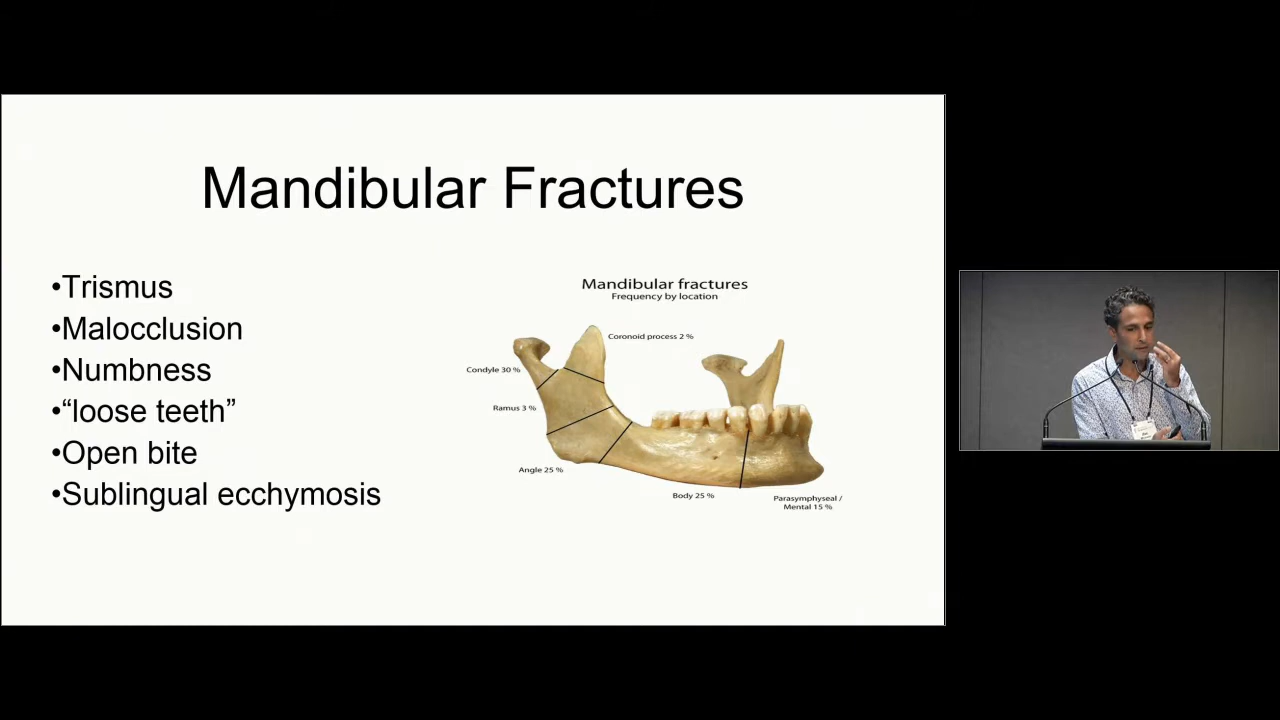 Mandibular Fractures
•Trismus
•Malocclusion
•Numbness
•“loose teeth”
•Open bite
•Sublingual ecchymosis
Mandibular fractures
Frequency by location
Coronoid process 2 %
Condyle 30 %
Ramus 3 %
Angle 25 %
Body 25 %
Parasymphyseal /
Mental 15 %